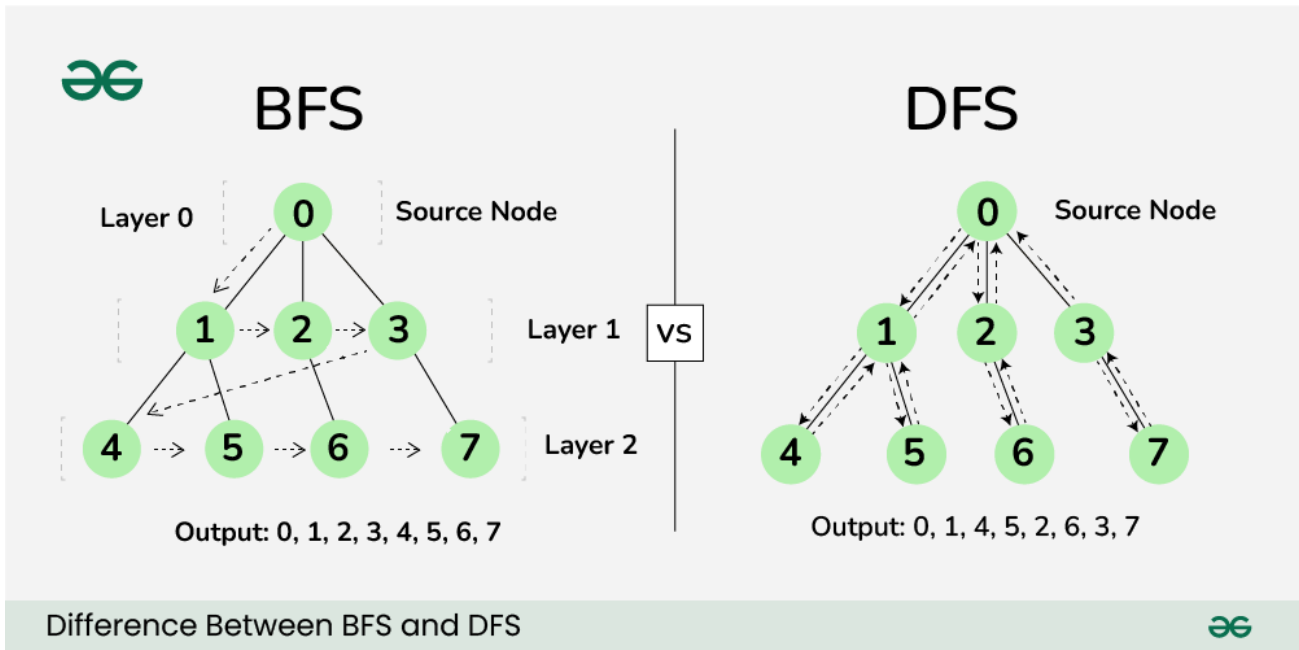 BFS
Layer 0
0
Source Node
1
2
3
Layer 1
4
5
6
7
Layer 2
Output: 0, 1, 2, 3, 4, 5, 6, 7
VS
DFS
0
Source Node
1
2
3
4
5
6
7
Output: 0, 1, 4, 5, 2, 6, 3, 7
Difference Between BFS and DFS